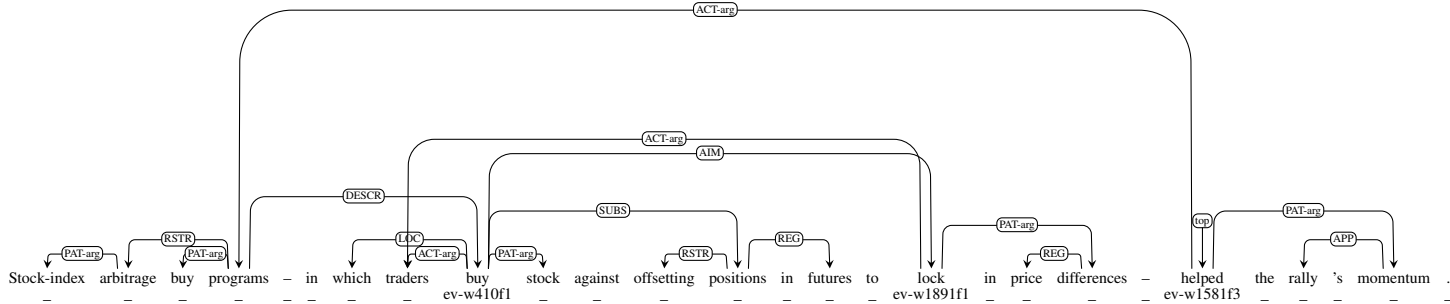 ACT-arg
ACT-arg
AIM
DESCR
SUBS
top
PAT-arg
PAT-arg
RSTR
LOC
REG
APP
PAT-arg
PAT-arg
ACT-arg
PAT-arg
RSTR
REG
Stock-index arbitrage buy programs – in which traders buy stock against offsetting positions in futures to lock in price differences – helped the rally 's momentum .
ev-w410f1 ev-w1891f1 ev-w1581f3
_ _ _ _ _ _ _ _ _ _ _ _ _ _ _ _ _ _ _ _ _ _ _ _